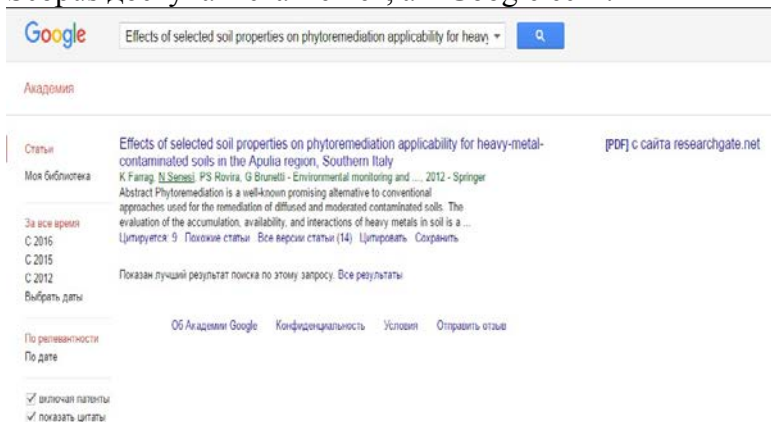 Google
Effects of selected soil properties on phytoremediation applicability for heavy
Академия
Статьи
Моя библиотека
За все время
С 2016
С 2015
С 2012
Выбрать даты
По релевантности
По дате
включая патенты
показать цитаты
Effects of selected soil properties on phytoremediation applicability for heavy-metal-
contaminated soils in the Apulia region, Southern Italy
K Farrag, N Senesi, PS Rovira, G Brunetti - Environmental monitoring and ..., 2012 - Springer
Abstract Phytoremediation is a well-known promising alternative to conventional
approaches used for the remediation of diffused and moderated contaminated soils. The
evaluation of the accumulation, availability, and interactions of heavy metals in soil is a ...
Цитируется: 9 Похожие статьи Все версии статьи (14) Цитировать Сохранить
[PDF] с сайта researchgate.net
Показан лучший результат поиска по этому запросу. Все результаты
Об Академии Google Конфиденциальность Условия Отправить отзыв